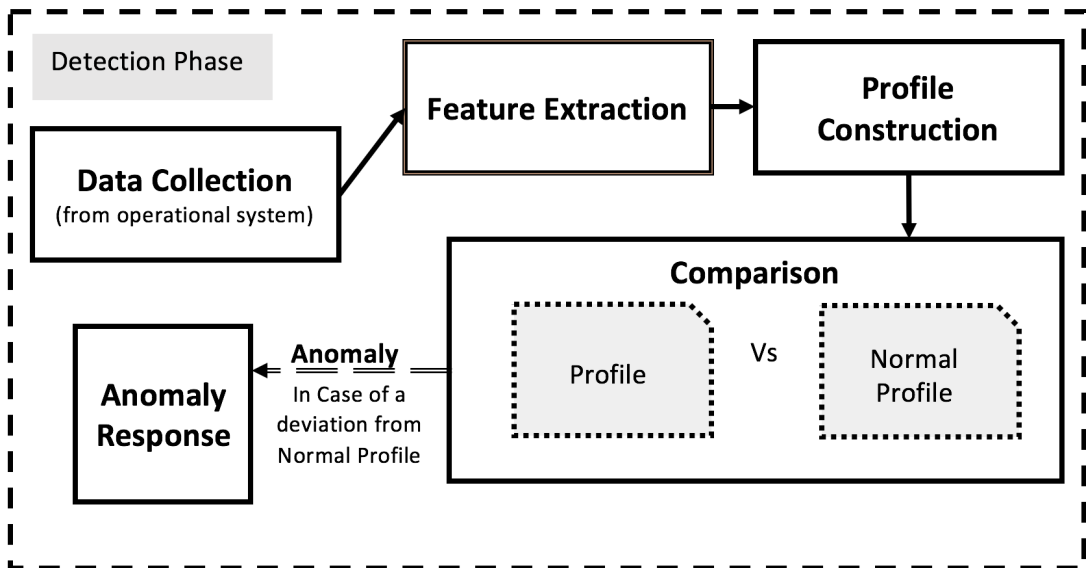 Detection Phase
Data Collection
(from operational system)
Feature Extraction
Profile
Construction
Comparison
Profile
Vs
Normal
Profile
Anomaly
In Case of a
deviation from
Normal Profile
Anomaly
Response